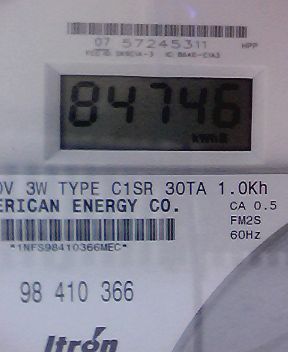 07 57245311 HPP
84746
kWh
0V 3W TYPE C1SR 30TA 1.0Kh
ERICAN ENERGY CO. CA 0.5
FM2S
60Hz
*1NFS98410366MEC*
98 410 366
Itron